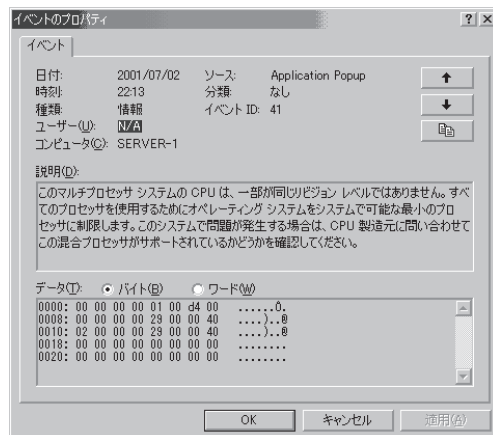 イベントのプロパティ
イベント
日付: 2001/07/02 ソース: Application Popup
時刻: 22:13 分類: なし
種類: 情報 イベント ID: 41
ユーザー(U): N/A
コンピュータ(C): SERVER-1
説明(D):
このマルチプロセッサ システムの CPU は、一部が同じリビジョン レベルではありません。すべ
てのプロセッサを使用するためにオペレーティング システムをシステムで可能な最小のプロ
セッサに制限します。このシステムで問題が発生する場合は、CPU 製造元に問い合わせて
この混合プロセッサがサポートされているかどうかを確認してください。
データ(T): バイト(B) ワード(W)
0000: 00 00 00 00 01 00 d4 00 ......Ô.
0008: 00 00 00 00 29 00 00 40 ....)..@
0010: 02 00 00 00 29 00 00 40 ....)..@
0018: 00 00 00 00 00 00 00 00 ........
0020: 00 00 00 00 00 00 00 00 ........
OK キャンセル 適用(A)